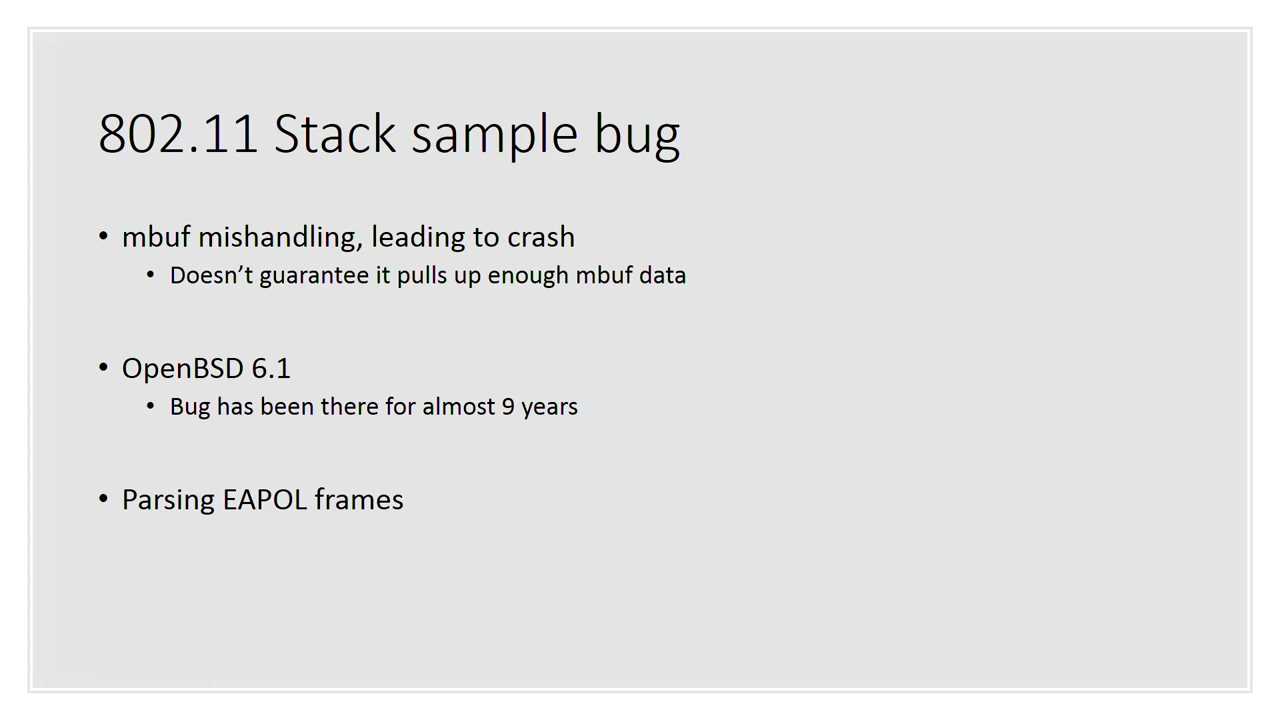 802.11 Stack sample bug
• mbuf mishandling, leading to crash
• Doesn’t guarantee it pulls up enough mbuf data
• OpenBSD 6.1
• Bug has been there for almost 9 years
• Parsing EAPOL frames